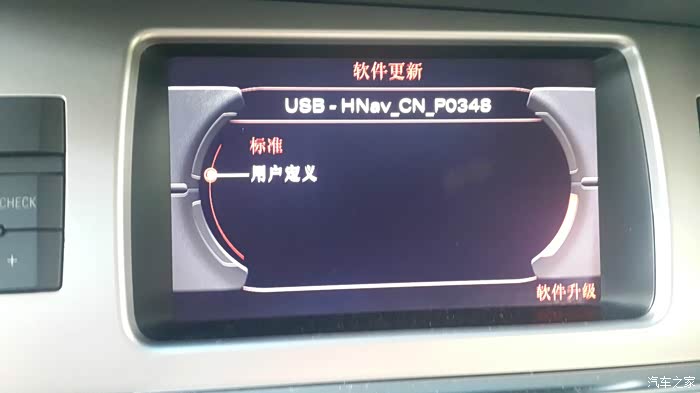 软件更新
USB - HNav_CN_P0348
标准
用户定义
CHECK
+
软件升级
汽车之家